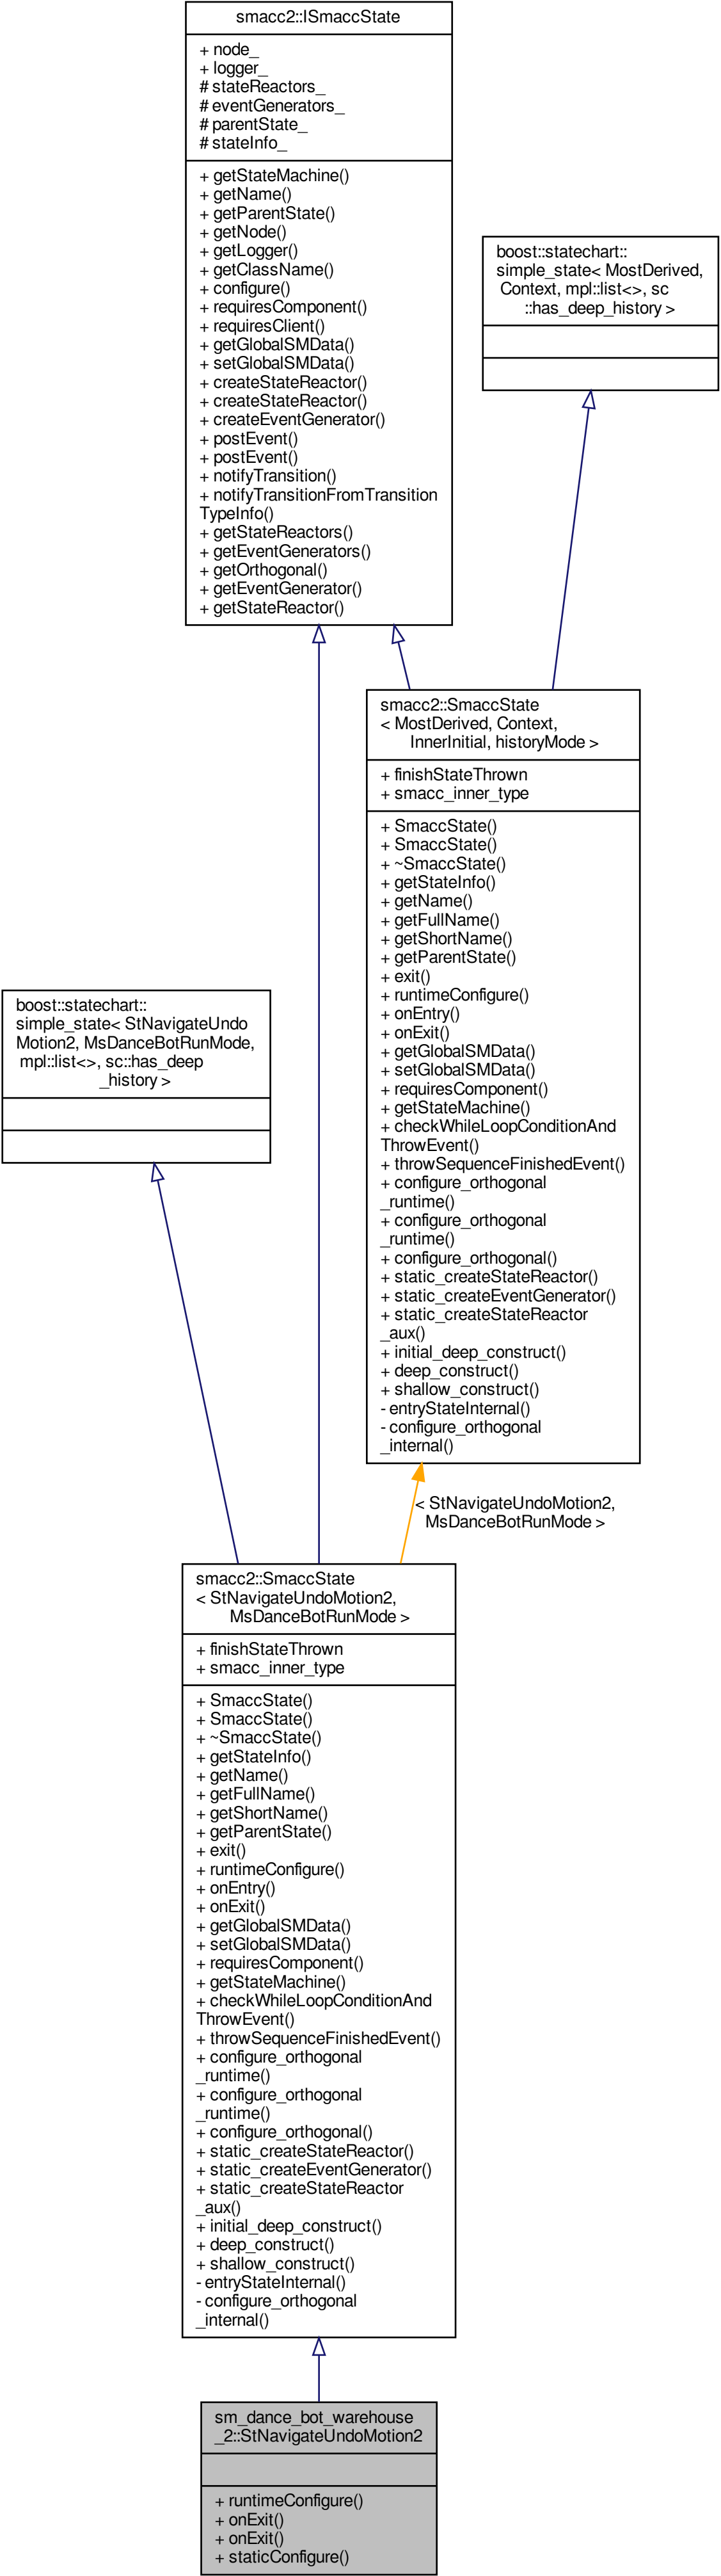 smacc2::ISmaccState
+ node_
+ logger_
# stateReactors_
# eventGenerators_
# parentState_
# stateInfo_
+ getStateMachine()
+ getName()
+ getParentState()
+ getNode()
+ getLogger()
+ getClassName()
+ configure()
+ requiresComponent()
+ requiresClient()
+ getGlobalSMData()
+ setGlobalSMData()
+ createStateReactor()
+ createStateReactor()
+ createEventGenerator()
+ postEvent()
+ postEvent()
+ notifyTransition()
+ notifyTransitionFromTransition
TypeInfo()
+ getStateReactors()
+ getEventGenerators()
+ getOrthogonal()
+ getEventGenerator()
+ getStateReactor()
boost::statechart::
simple_state< MostDerived,
Context, mpl::list<>, sc
::has_deep_history >
smacc2::SmaccState
< MostDerived, Context,
InnerInitial, historyMode >
+ finishStateThrown
+ smacc_inner_type
+ SmaccState()
+ SmaccState()
+ ~SmaccState()
+ getStateInfo()
+ getName()
+ getFullName()
+ getShortName()
+ getParentState()
+ exit()
+ runtimeConfigure()
+ onEntry()
+ onExit()
+ getGlobalSMData()
+ setGlobalSMData()
+ requiresComponent()
+ getStateMachine()
+ checkWhileLoopConditionAnd
ThrowEvent()
+ throwSequenceFinishedEvent()
+ configure_orthogonal
_runtime()
+ configure_orthogonal
_runtime()
+ configure_orthogonal()
+ static_createStateReactor()
+ static_createEventGenerator()
+ static_createStateReactor
_aux()
+ initial_deep_construct()
+ deep_construct()
+ shallow_construct()
- entryStateInternal()
- configure_orthogonal
_internal()
boost::statechart::
simple_state< StNavigateUndo
Motion2, MsDanceBotRunMode,
mpl::list<>, sc::has_deep
_history >
< StNavigateUndoMotion2,
MsDanceBotRunMode >
smacc2::SmaccState
< StNavigateUndoMotion2,
MsDanceBotRunMode >
+ finishStateThrown
+ smacc_inner_type
+ SmaccState()
+ SmaccState()
+ ~SmaccState()
+ getStateInfo()
+ getName()
+ getFullName()
+ getShortName()
+ getParentState()
+ exit()
+ runtimeConfigure()
+ onEntry()
+ onExit()
+ getGlobalSMData()
+ setGlobalSMData()
+ requiresComponent()
+ getStateMachine()
+ checkWhileLoopConditionAnd
ThrowEvent()
+ throwSequenceFinishedEvent()
+ configure_orthogonal
_runtime()
+ configure_orthogonal
_runtime()
+ configure_orthogonal()
+ static_createStateReactor()
+ static_createEventGenerator()
+ static_createStateReactor
_aux()
+ initial_deep_construct()
+ deep_construct()
+ shallow_construct()
- entryStateInternal()
- configure_orthogonal
_internal()
sm_dance_bot_warehouse
_2::StNavigateUndoMotion2
+ runtimeConfigure()
+ onExit()
+ onExit()
+ staticConfigure()